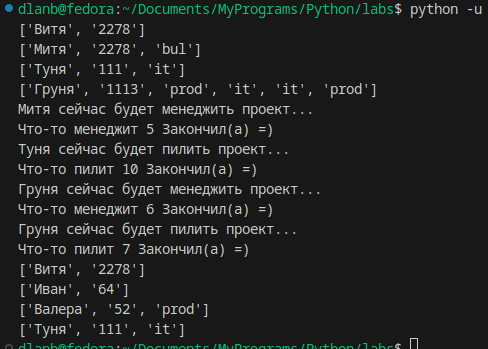 dlanb@fedora:~/Documents/MyPrograms/Python/labs$ python -u
['Витя', '2278']
['Митя', '2278', 'bul']
['Туня', '111', 'it']
['Груня', '1113', 'prod', 'it', 'it', 'prod']
Митя сейчас будет менеджить проект...
Что-то менеджит 5 Закончил(а) =)
Туня сейчас будет пилить проект...
Что-то пилит 10 Закончил(а) =)
Груня сейчас будет менеджить проект...
Что-то менеджит 6 Закончил(а) =)
Груня сейчас будет пилить проект...
Что-то пилит 7 Закончил(а) =)
['Витя', '2278']
['Иван', '64']
['Валера', '52', 'prod']
['Туня', '111', 'it']
dlanb@fedora:~/Documents/MyPrograms/Python/labs$